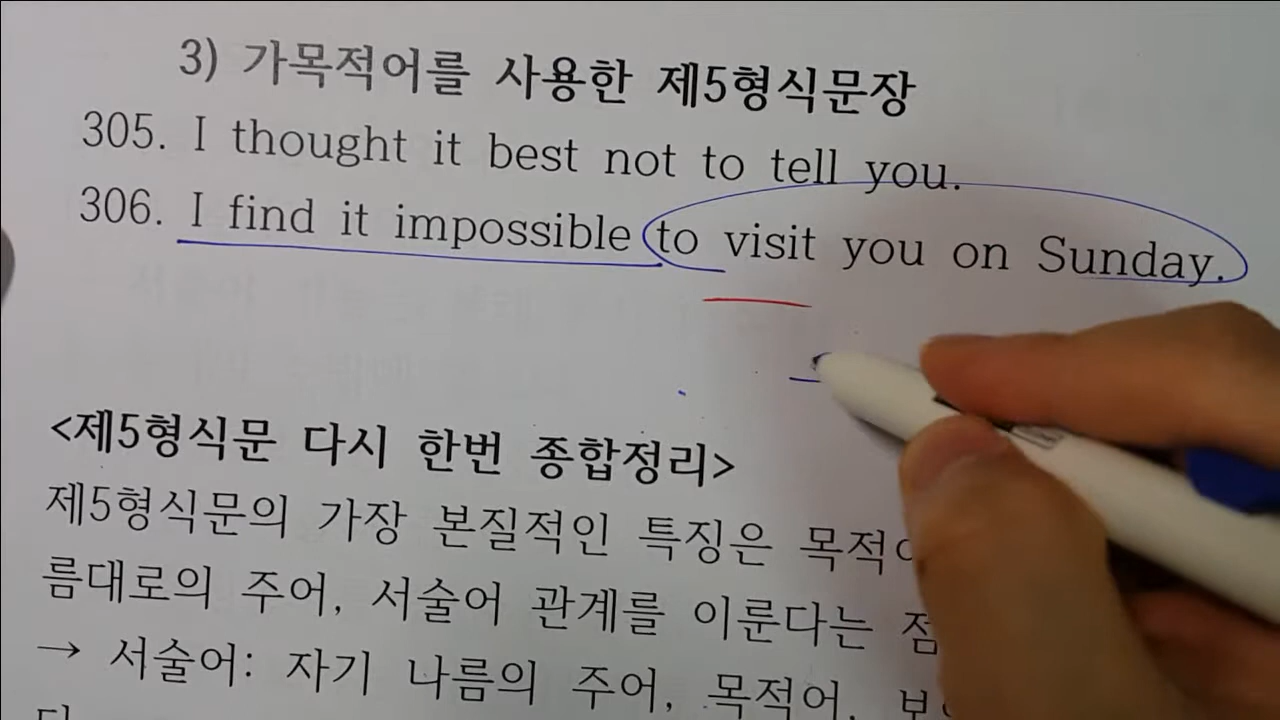 3) 가목적어를 사용한 제5형식문장
305. I thought it best not to tell you.
306. I find it impossible to visit you on Sunday.
<제5형식문 다시 한번 종합정리>
제5형식문의 가장 본질적인 특징은
름대로의 주어, 서술어 관계를 이룬다는 점
→ 서술어: 자기 나름의 주어, 목적어,